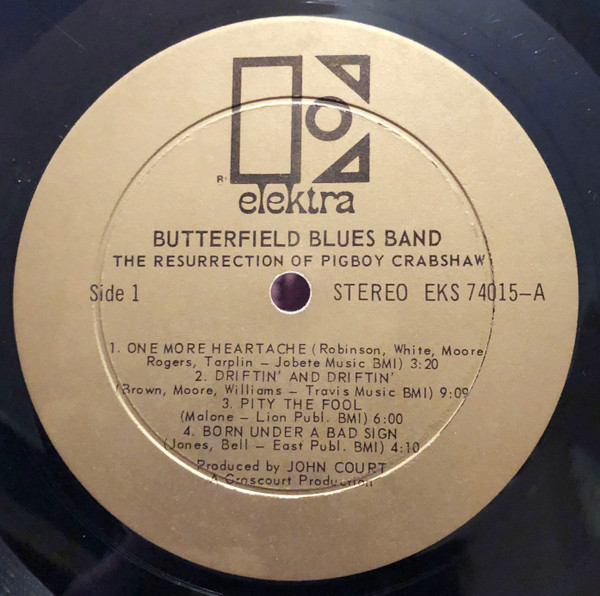 R
elektra
BUTTERFIELD BLUES BAND
THE RESURRECTION OF PIGBOY CRABSHAW
Side 1 STEREO EKS 74015-A
1. ONE MORE HEARTACHE (Robinson, White, Moore
Rogers, Tarplin - Jobete Music BMI) 3:20
2. DRIFTIN' AND DRIFTIN'
(Brown, Moore, Williams - Travis Music BMI) 9:09
3. PITY THE FOOL
(Malone - Lion Publ. BMI) 6:00
4. BORN UNDER A BAD SIGN
(Jones, Bell - East Publ. BMI) 4:10
Produced by JOHN COURT
A Groscourt Production